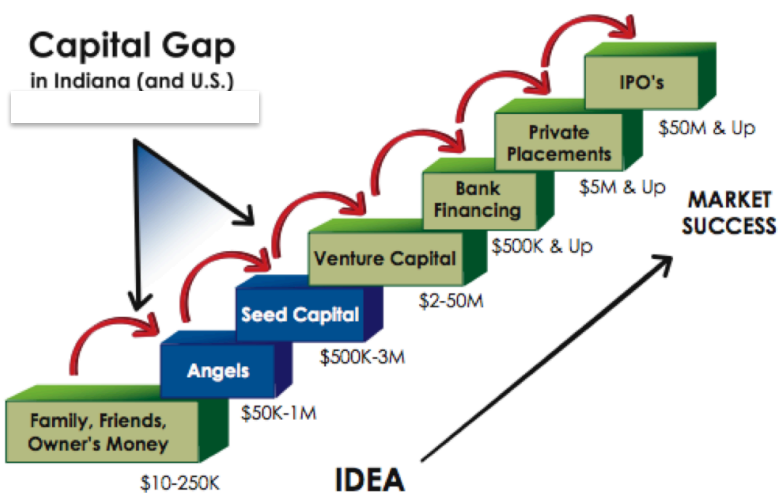 Capital Gap
in Indiana (and U.S.)
IPO's
$50M & Up
Private
Placements
$5M & Up
Bank
Financing
$500K & Up
Venture Capital
$2-50M
Seed Capital
$500K-3M
Angels
$50K-1M
Family, Friends,
Owner's Money
$10-250K
IDEA
MARKET
SUCCESS